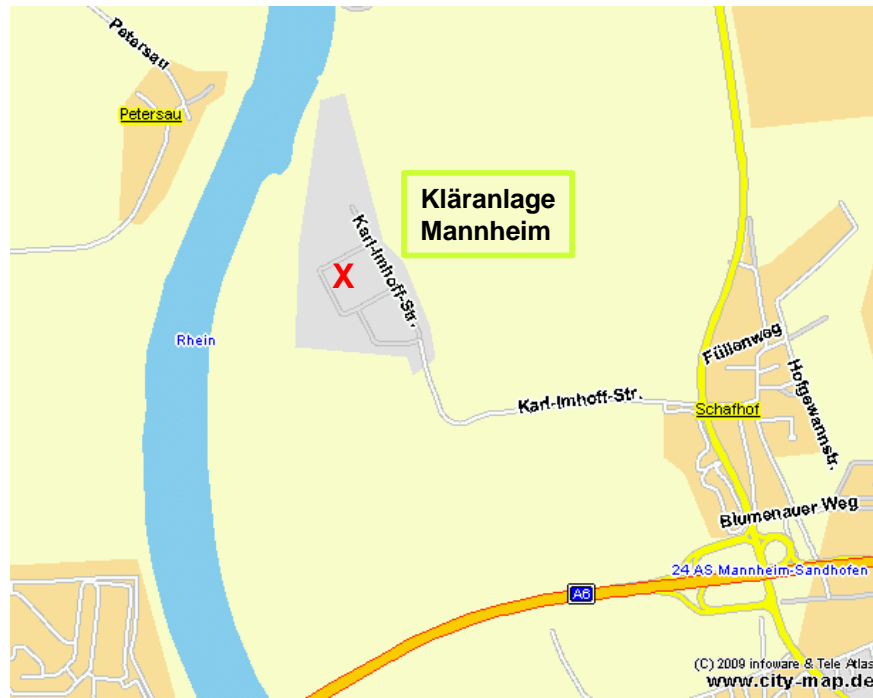 Petersau
Petersau
Kläranlage
Mannheim
Karl-Imhoff-Str.
X
Rhein
Füllenweg
Hofgewannstr.
Karl-Imhoff-Str.
Schafhof
Blumenauer Weg
24 AS Mannheim-Sandhofen
A6
(C) 2009 infoware & Tele Atlas
www.city-map.de